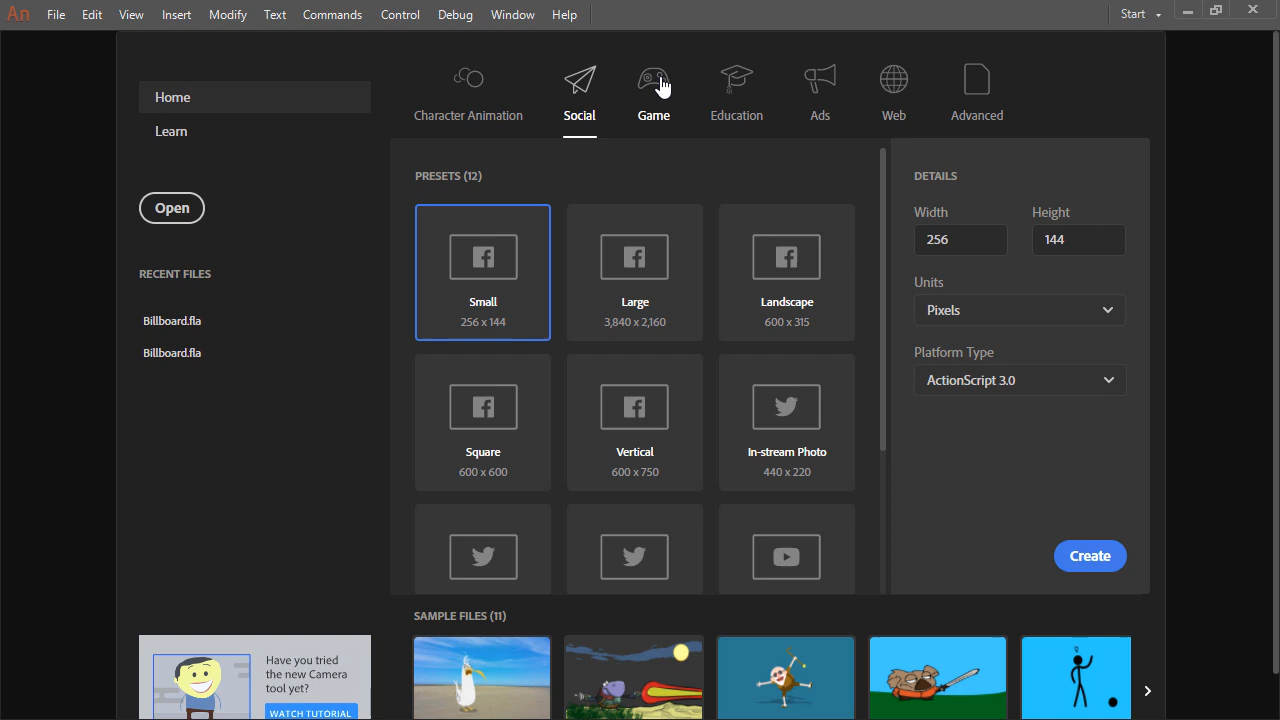 An File Edit View Insert Modify Text Commands Control Debug Window Help Start
Home
Learn
Open
RECENT FILES
Billboard.fla
Billboard.fla
Have you tried
the new Camera
tool yet?
WATCH TUTORIAL
Character Animation Social Game Education Ads Web Advanced
PRESETS (12)
Small Large Landscape
256 x 144 3,840 x 2,160 600 x 315
Square Vertical In-stream Photo
600 x 600 600 x 750 440 x 220
SAMPLE FILES (11)
DETAILS
Width Height
256 144
Units
Pixels
Platform Type
ActionScript 3.0
Create